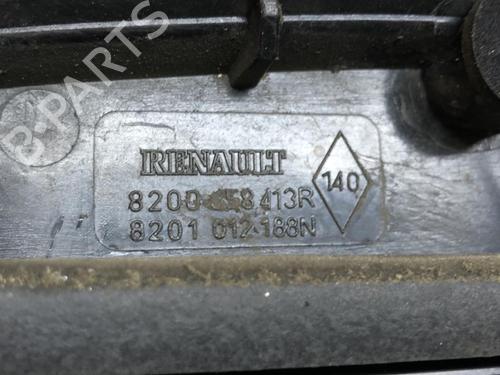 B-PARTS
RENAULT
8200 413R
8201 012-188N
140